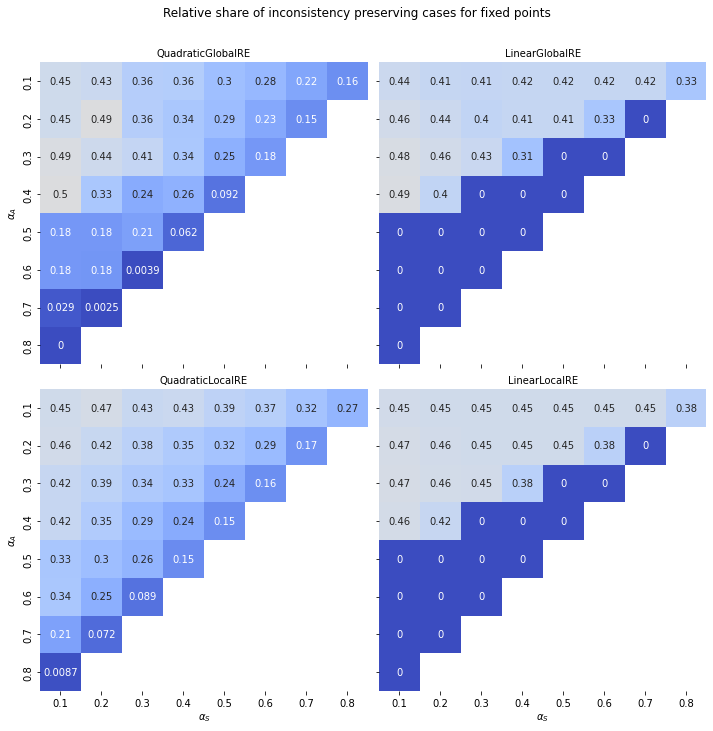 Relative share of inconsistency preserving cases for fixed points
QuadraticGlobalRE LinearGlobalRE
0.1 0.45 0.43 0.36 0.36 0.3 0.28 0.22 0.16 0.44 0.41 0.41 0.42 0.42 0.42 0.42 0.33
0.2 0.45 0.49 0.36 0.34 0.29 0.23 0.15 0.46 0.44 0.4 0.41 0.41 0.33 0
0.3 0.49 0.44 0.41 0.34 0.25 0.18 0.48 0.46 0.43 0.31 0 0
0.4 0.5 0.33 0.24 0.26 0.092 0.49 0.4 0 0 0
α_A
0.5 0.18 0.18 0.21 0.062 0 0 0 0
0.6 0.18 0.18 0.0039 0 0 0
0.7 0.029 0.0025 0 0
0.8 0 0
QuadraticLocalRE LinearLocalRE
0.1 0.45 0.47 0.43 0.43 0.39 0.37 0.32 0.27 0.45 0.45 0.45 0.45 0.45 0.45 0.45 0.38
0.2 0.46 0.42 0.38 0.35 0.32 0.29 0.17 0.47 0.46 0.45 0.45 0.45 0.38 0
0.3 0.42 0.39 0.34 0.33 0.24 0.16 0.47 0.46 0.45 0.38 0 0
0.4 0.42 0.35 0.29 0.24 0.15 0.46 0.42 0 0 0
α_A
0.5 0.33 0.3 0.26 0.15 0 0 0 0
0.6 0.34 0.25 0.089 0 0 0
0.7 0.21 0.072 0 0
0.8 0.0087 0
0.1 0.2 0.3 0.4 0.5 0.6 0.7 0.8 0.1 0.2 0.3 0.4 0.5 0.6 0.7 0.8
α_S α_S